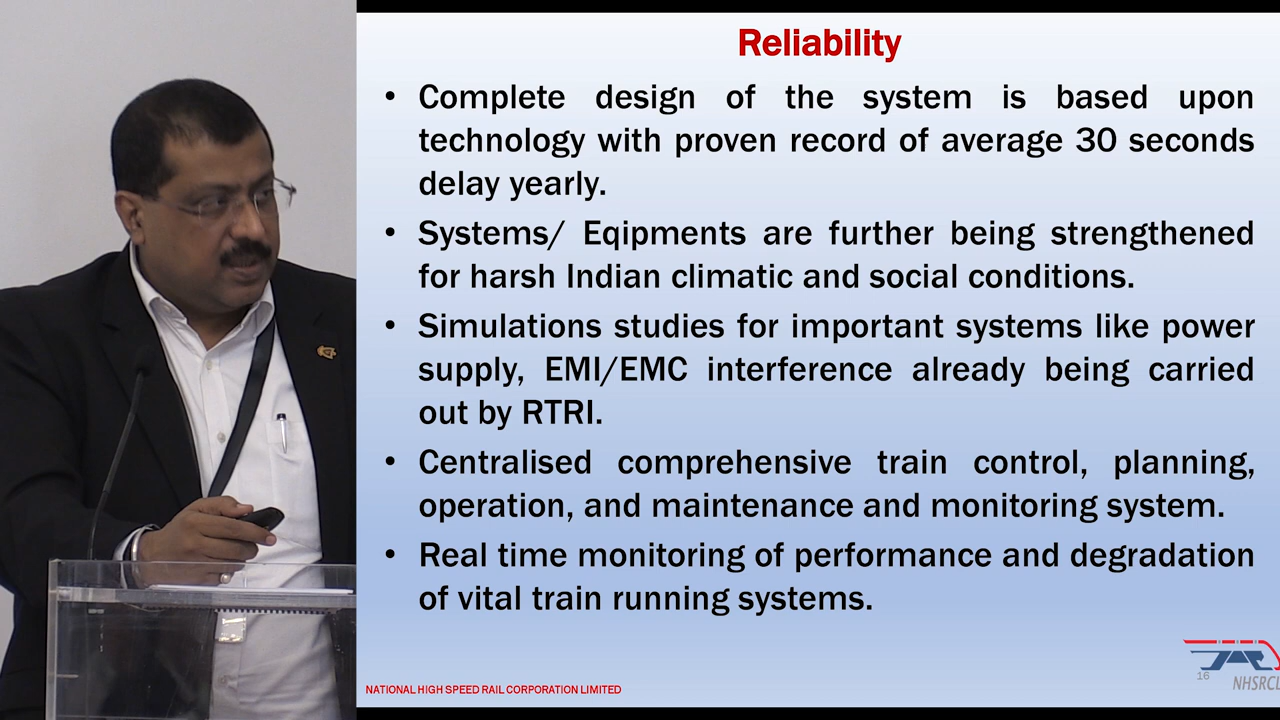 Reliability
• Complete design of the system is based upon
technology with proven record of average 30 seconds
delay yearly.
• Systems/ Eqipments are further being strengthened
for harsh Indian climatic and social conditions.
• Simulations studies for important systems like power
supply, EMI/EMC interference already being carried
out by RTRI.
• Centralised comprehensive train control, planning,
operation, and maintenance and monitoring system.
• Real time monitoring of performance and degradation
of vital train running systems.
16
NHSRCL
NATIONAL HIGH SPEED RAIL CORPORATION LIMITED